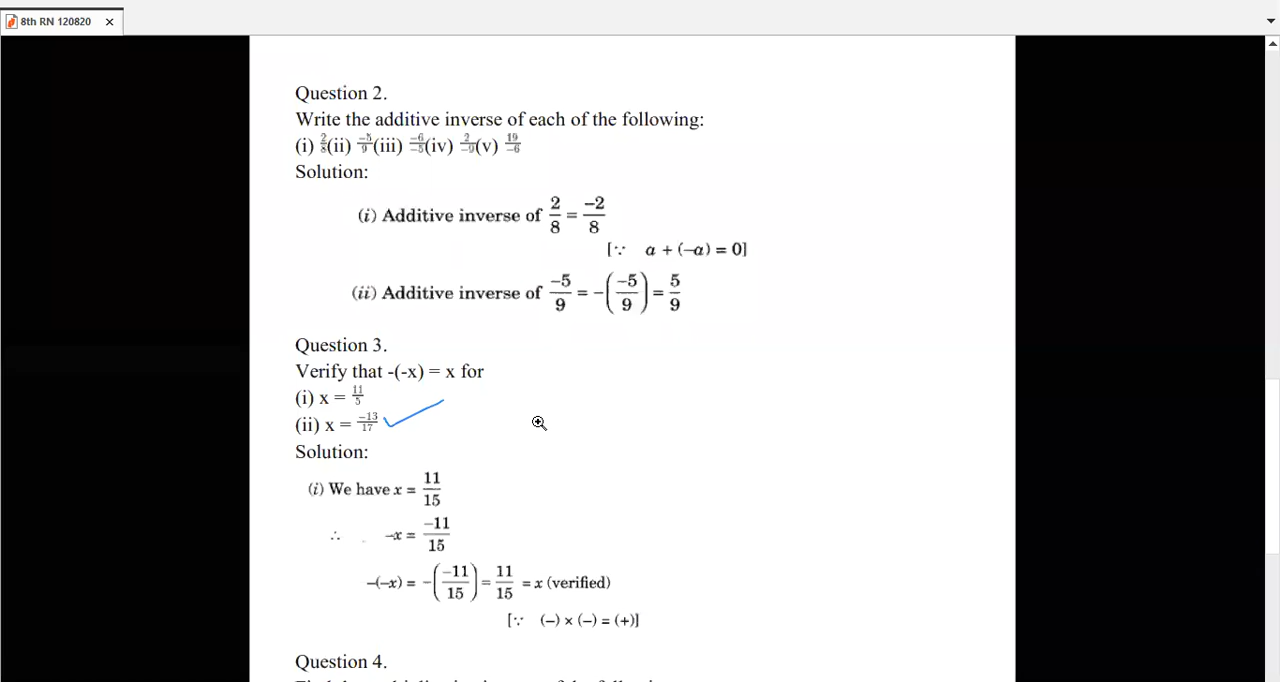 8th RN 120820
Question 2.
Write the additive inverse of each of the following:
(i) 2/8 (ii) -5/9 (iii) -6/-5 (iv) 2/-9 (v) 19/-6
Solution:
(i) Additive inverse of 2/8 = -2/8
[∵ a + (–a) = 0]
(ii) Additive inverse of -5/9 = -(-5/9) = 5/9
Question 3.
Verify that -(-x) = x for
(i) x = 11/5
(ii) x = -13/17
Solution:
(i) We have x = 11/15
∴ -x = -11/15
-(-x) = -(-11/15) = 11/15 = x (verified)
[∵ (–) × (–) = (+)]
Question 4.